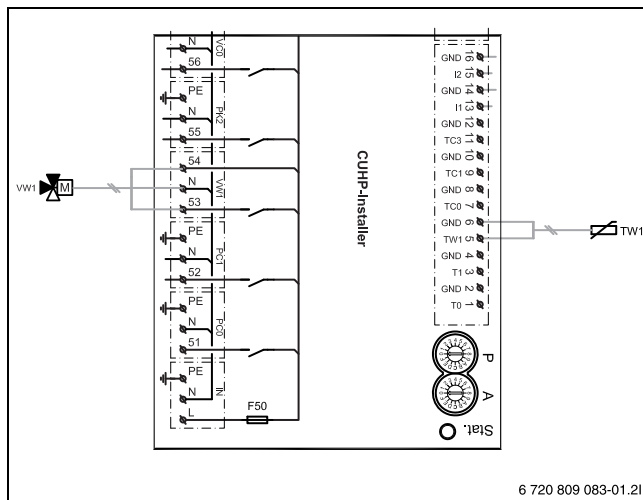 N
VC0
56
PE
N
PK2
55
54
N
VW1
53
PE
N
PC1
52
PE
N
PC0
51
PE
N
IN
L
F50
VW1
M
CUHP-Installer
GND 16
I2 15
GND 14
I1 13
GND 12
TC3 11
GND 10
TC1 9
GND 8
TC0 7
GND 6
TW1 5
GND 4
T1 3
GND 2
T0 1
TW1
P
A
Stat.
6 720 809 083-01.2I